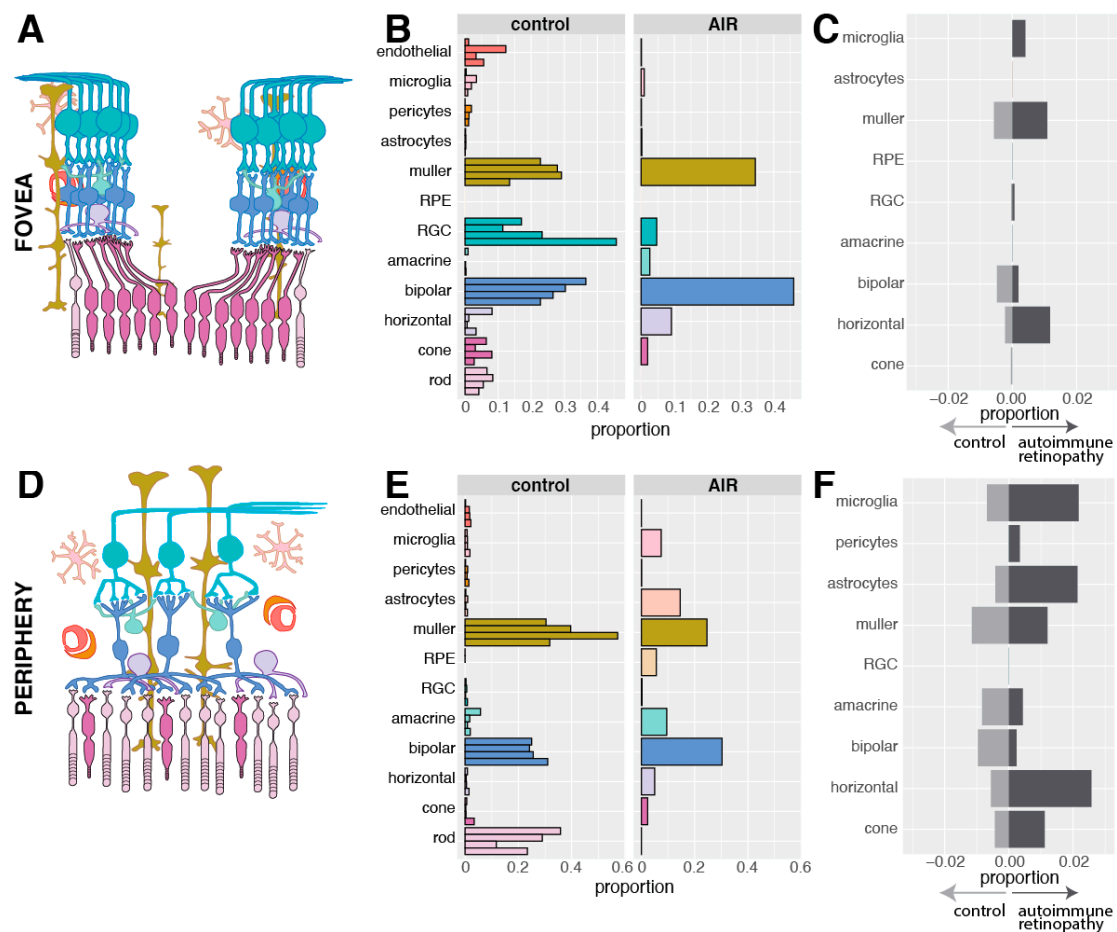 A
FOVEA
B
control
AIR
endothelial
microglia
pericytes
astrocytes
muller
RPE
RGC
amacrine
bipolar
horizontal
cone
rod
0 0.1 0.2 0.3 0.4
0 0.1 0.2 0.3 0.4
proportion
C
microglia
astrocytes
muller
RPE
RGC
amacrine
bipolar
horizontal
cone
−0.02 0.00 0.02
proportion
control
autoimmune
retinopathy
D
PERIPHERY
E
control
AIR
endothelial
microglia
pericytes
astrocytes
muller
RPE
RGC
amacrine
bipolar
horizontal
cone
rod
0 0.2 0.4 0.6
0 0.2 0.4 0.6
proportion
F
microglia
pericytes
astrocytes
muller
RGC
amacrine
bipolar
horizontal
cone
−0.02 0.00 0.02
proportion
control
autoimmune
retinopathy